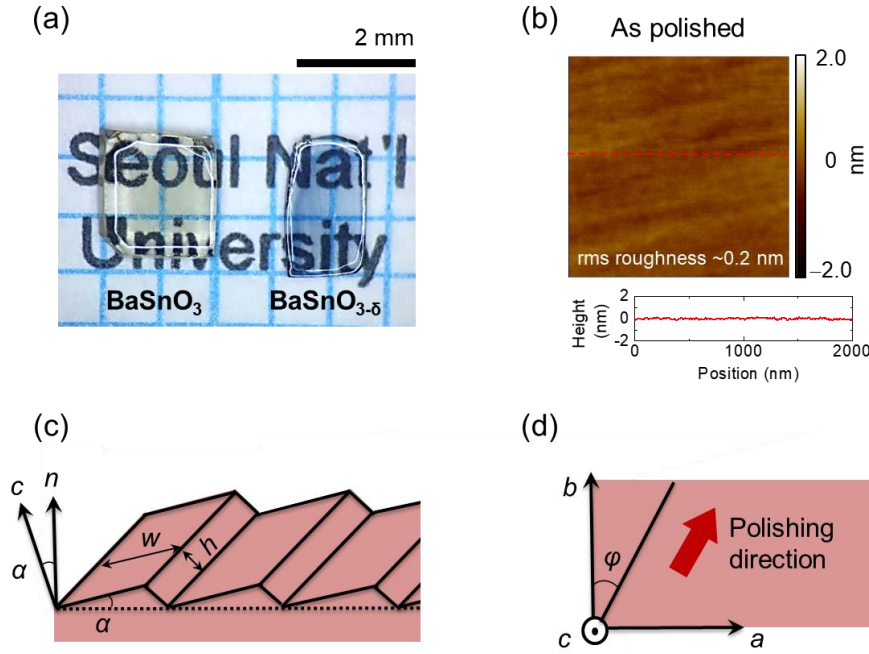 (a)
2 mm
Seoul Nat'l
University
BaSnO3
BaSnO3-δ
(b)
As polished
2.0
0
−2.0
nm
rms roughness ~0.2 nm
Height
(nm)
2
0
-2
0
1000
2000
Position (nm)
(c)
c
n
α
w
h
α
(d)
b
φ
Polishing
direction
c
a